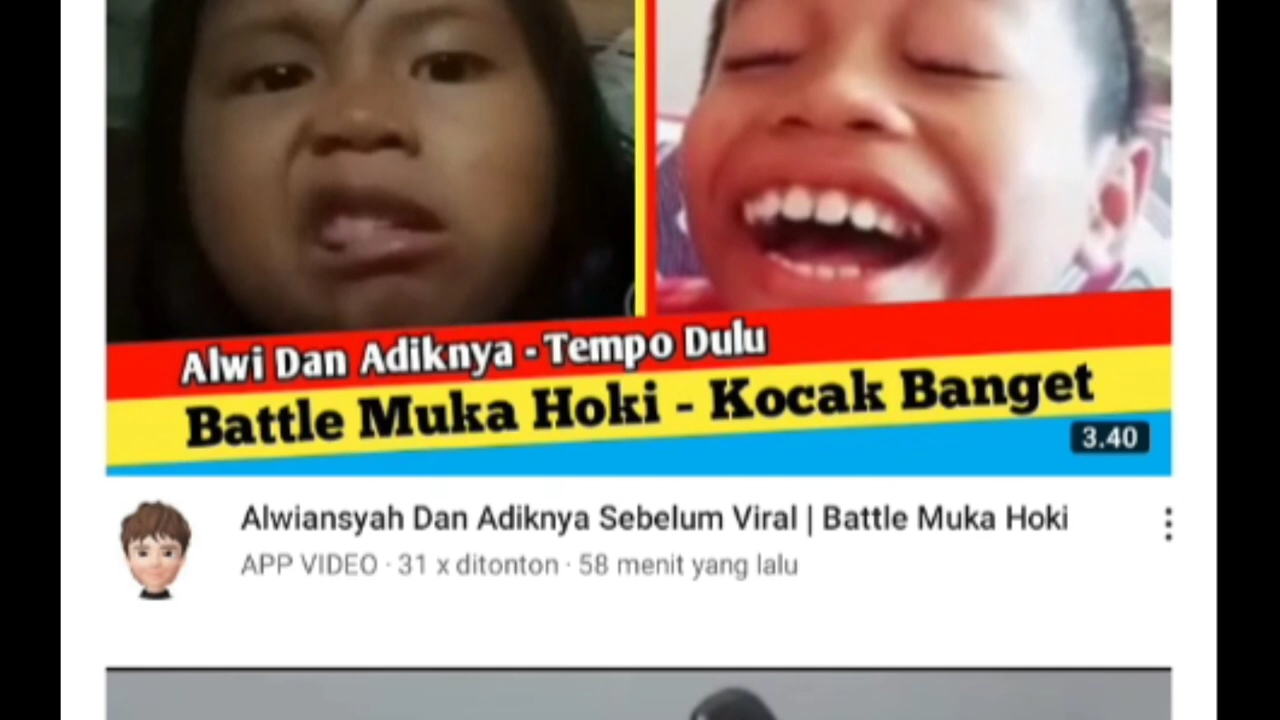 Alwi Dan Adiknya - Tempo Dulu
Battle Muka Hoki - Kocak Banget
3.40
Alwiansyah Dan Adiknya Sebelum Viral | Battle Muka Hoki
APP VIDEO · 31 x ditonton · 58 menit yang lalu